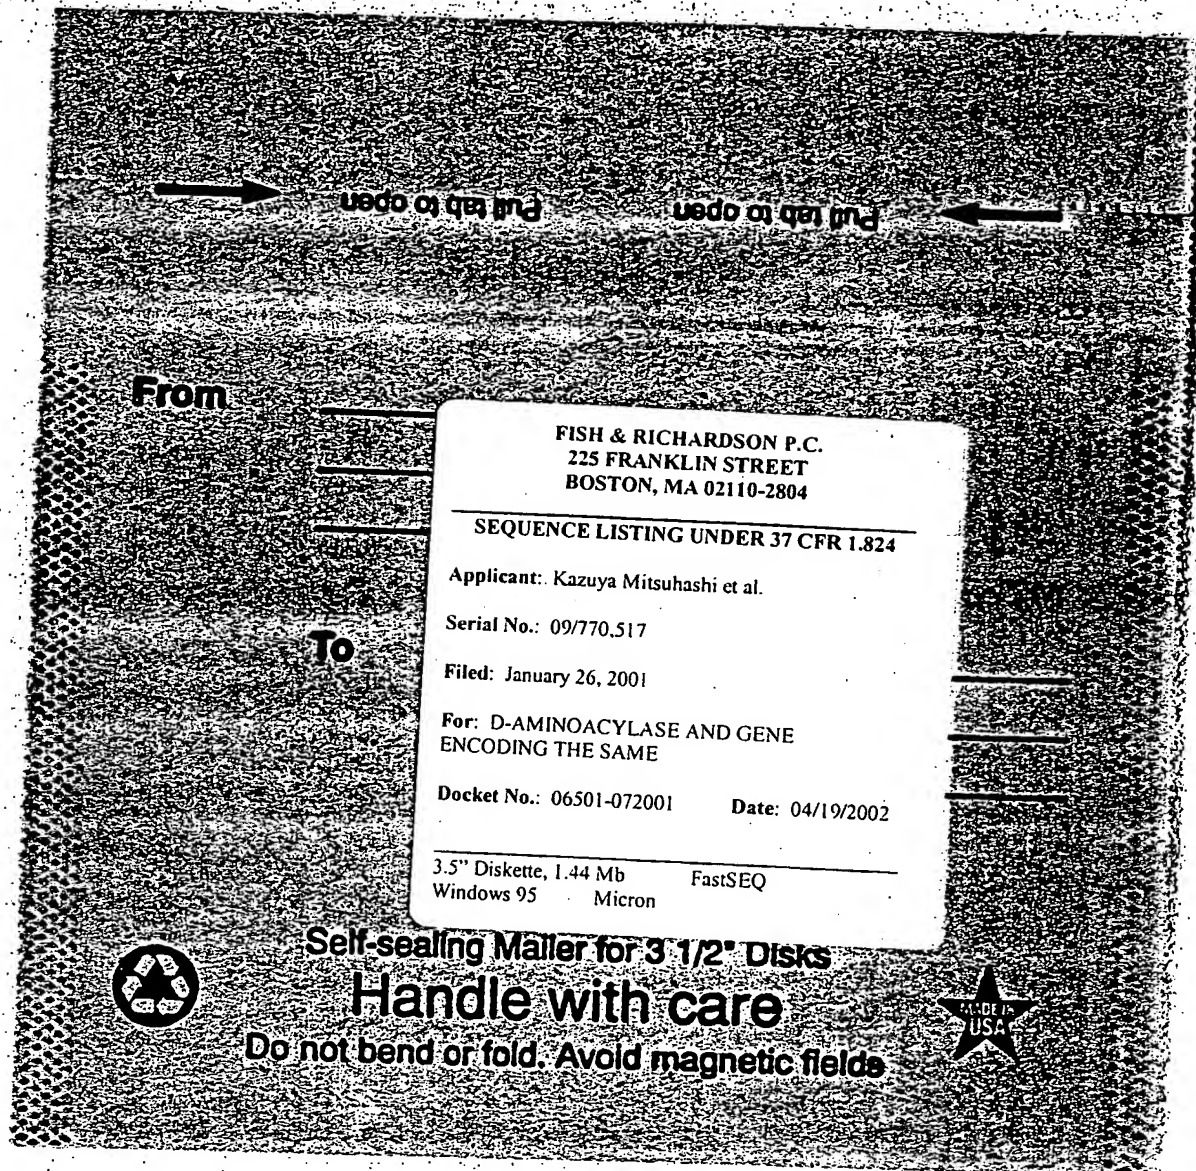 Pull tab to open Pull tab to open
From
FISH & RICHARDSON P.C.
225 FRANKLIN STREET
BOSTON, MA 02110-2804
SEQUENCE LISTING UNDER 37 CFR 1.824
Applicant: Kazuya Mitsuhashi et al.
Serial No.: 09/770,517
To
Filed: January 26, 2001
For: D-AMINOACYLASE AND GENE
ENCODING THE SAME
Docket No.: 06501-072001 Date: 04/19/2002
3.5" Diskette, 1.44 Mb FastSEQ
Windows 95 Micron
Self-sealing Mailer for 3 1/2" Disks
Handle with care
Do not bend or fold. Avoid magnetic fields
MADE IN
USA